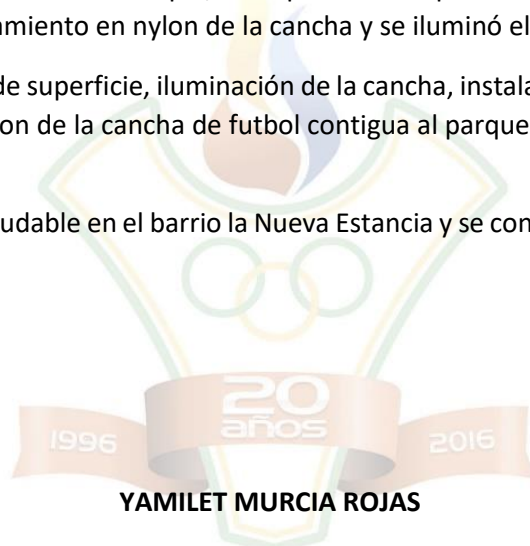 amiento en nylon de la cancha y se iluminó el
de superficie, iluminación de la cancha, instala
on de la cancha de futbol contigua al parque
udable en el barrio la Nueva Estancia y se con
20
años
1996
2016
YAMILET MURCIA ROJAS